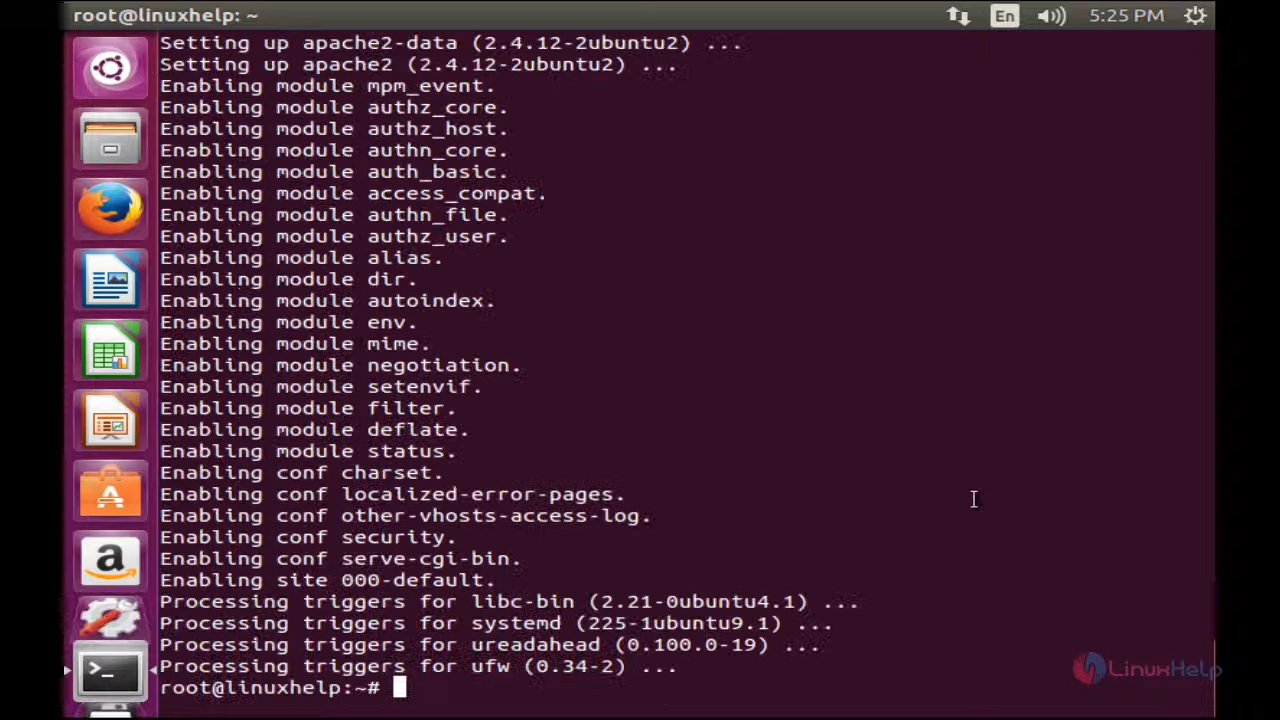 root@linuxhelp: ~
En
5:25 PM
Setting up apache2-data (2.4.12-2ubuntu2) ...
Setting up apache2 (2.4.12-2ubuntu2) ...
Enabling module mpm_event.
Enabling module authz_core.
Enabling module authz_host.
Enabling module authn_core.
Enabling module auth_basic.
Enabling module access_compat.
Enabling module authn_file.
Enabling module authz_user.
Enabling module alias.
Enabling module dir.
Enabling module autoindex.
Enabling module env.
Enabling module mime.
Enabling module negotiation.
Enabling module setenvif.
Enabling module filter.
Enabling module deflate.
Enabling module status.
Enabling conf charset.
Enabling conf localized-error-pages.
Enabling conf other-vhosts-access-log.
Enabling conf security.
Enabling conf serve-cgi-bin.
Enabling site 000-default.
Processing triggers for libc-bin (2.21-0ubuntu4.1) ...
Processing triggers for systemd (225-1ubuntu9.1) ...
Processing triggers for ureadahead (0.100.0-19) ...
Processing triggers for ufw (0.34-2) ...
root@linuxhelp:~#
LinuxHelp